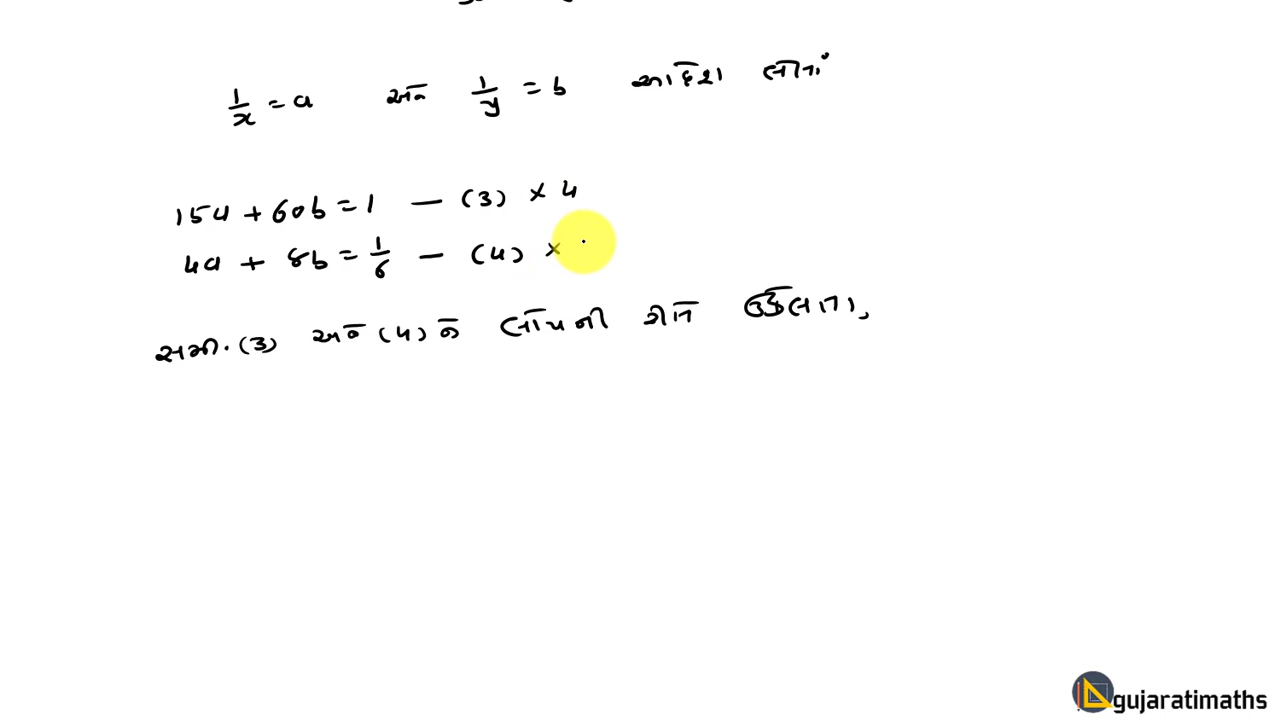 1/x = a અને 1/y = b આદેશ લેતાં
15a + 60b = 1 — (3) × 4
4a + 8b = 1/6 — (4) ×
સમી. (3) અને (4) ને લોપની રીતે ઉકેલતા,
gujaratimaths